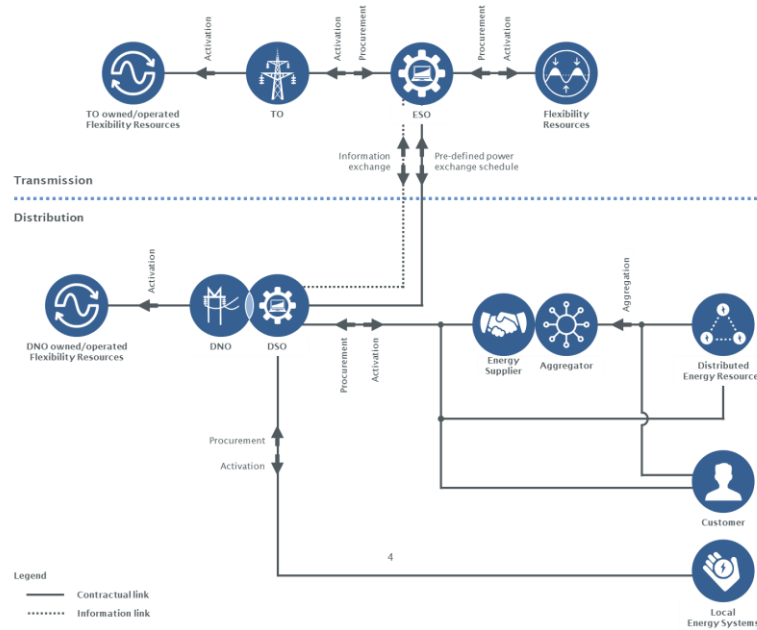 Activation
Activation
Procurement
Procurement
Activation
TO owned/operated
Flexibility Resources
TO
ESO
Flexibility
Resources
Information
exchange
Pre-defined power
exchange schedule
Transmission
Distribution
Activation
Aggregation
DNO owned/operated
Flexibility Resources
DNO
DSO
Procurement
Activation
Energy
Supplier
Aggregator
Distributed
Energy Resource
Procurement
Activation
Customer
4
Legend
Contractual link
Information link
Local
Energy Systems